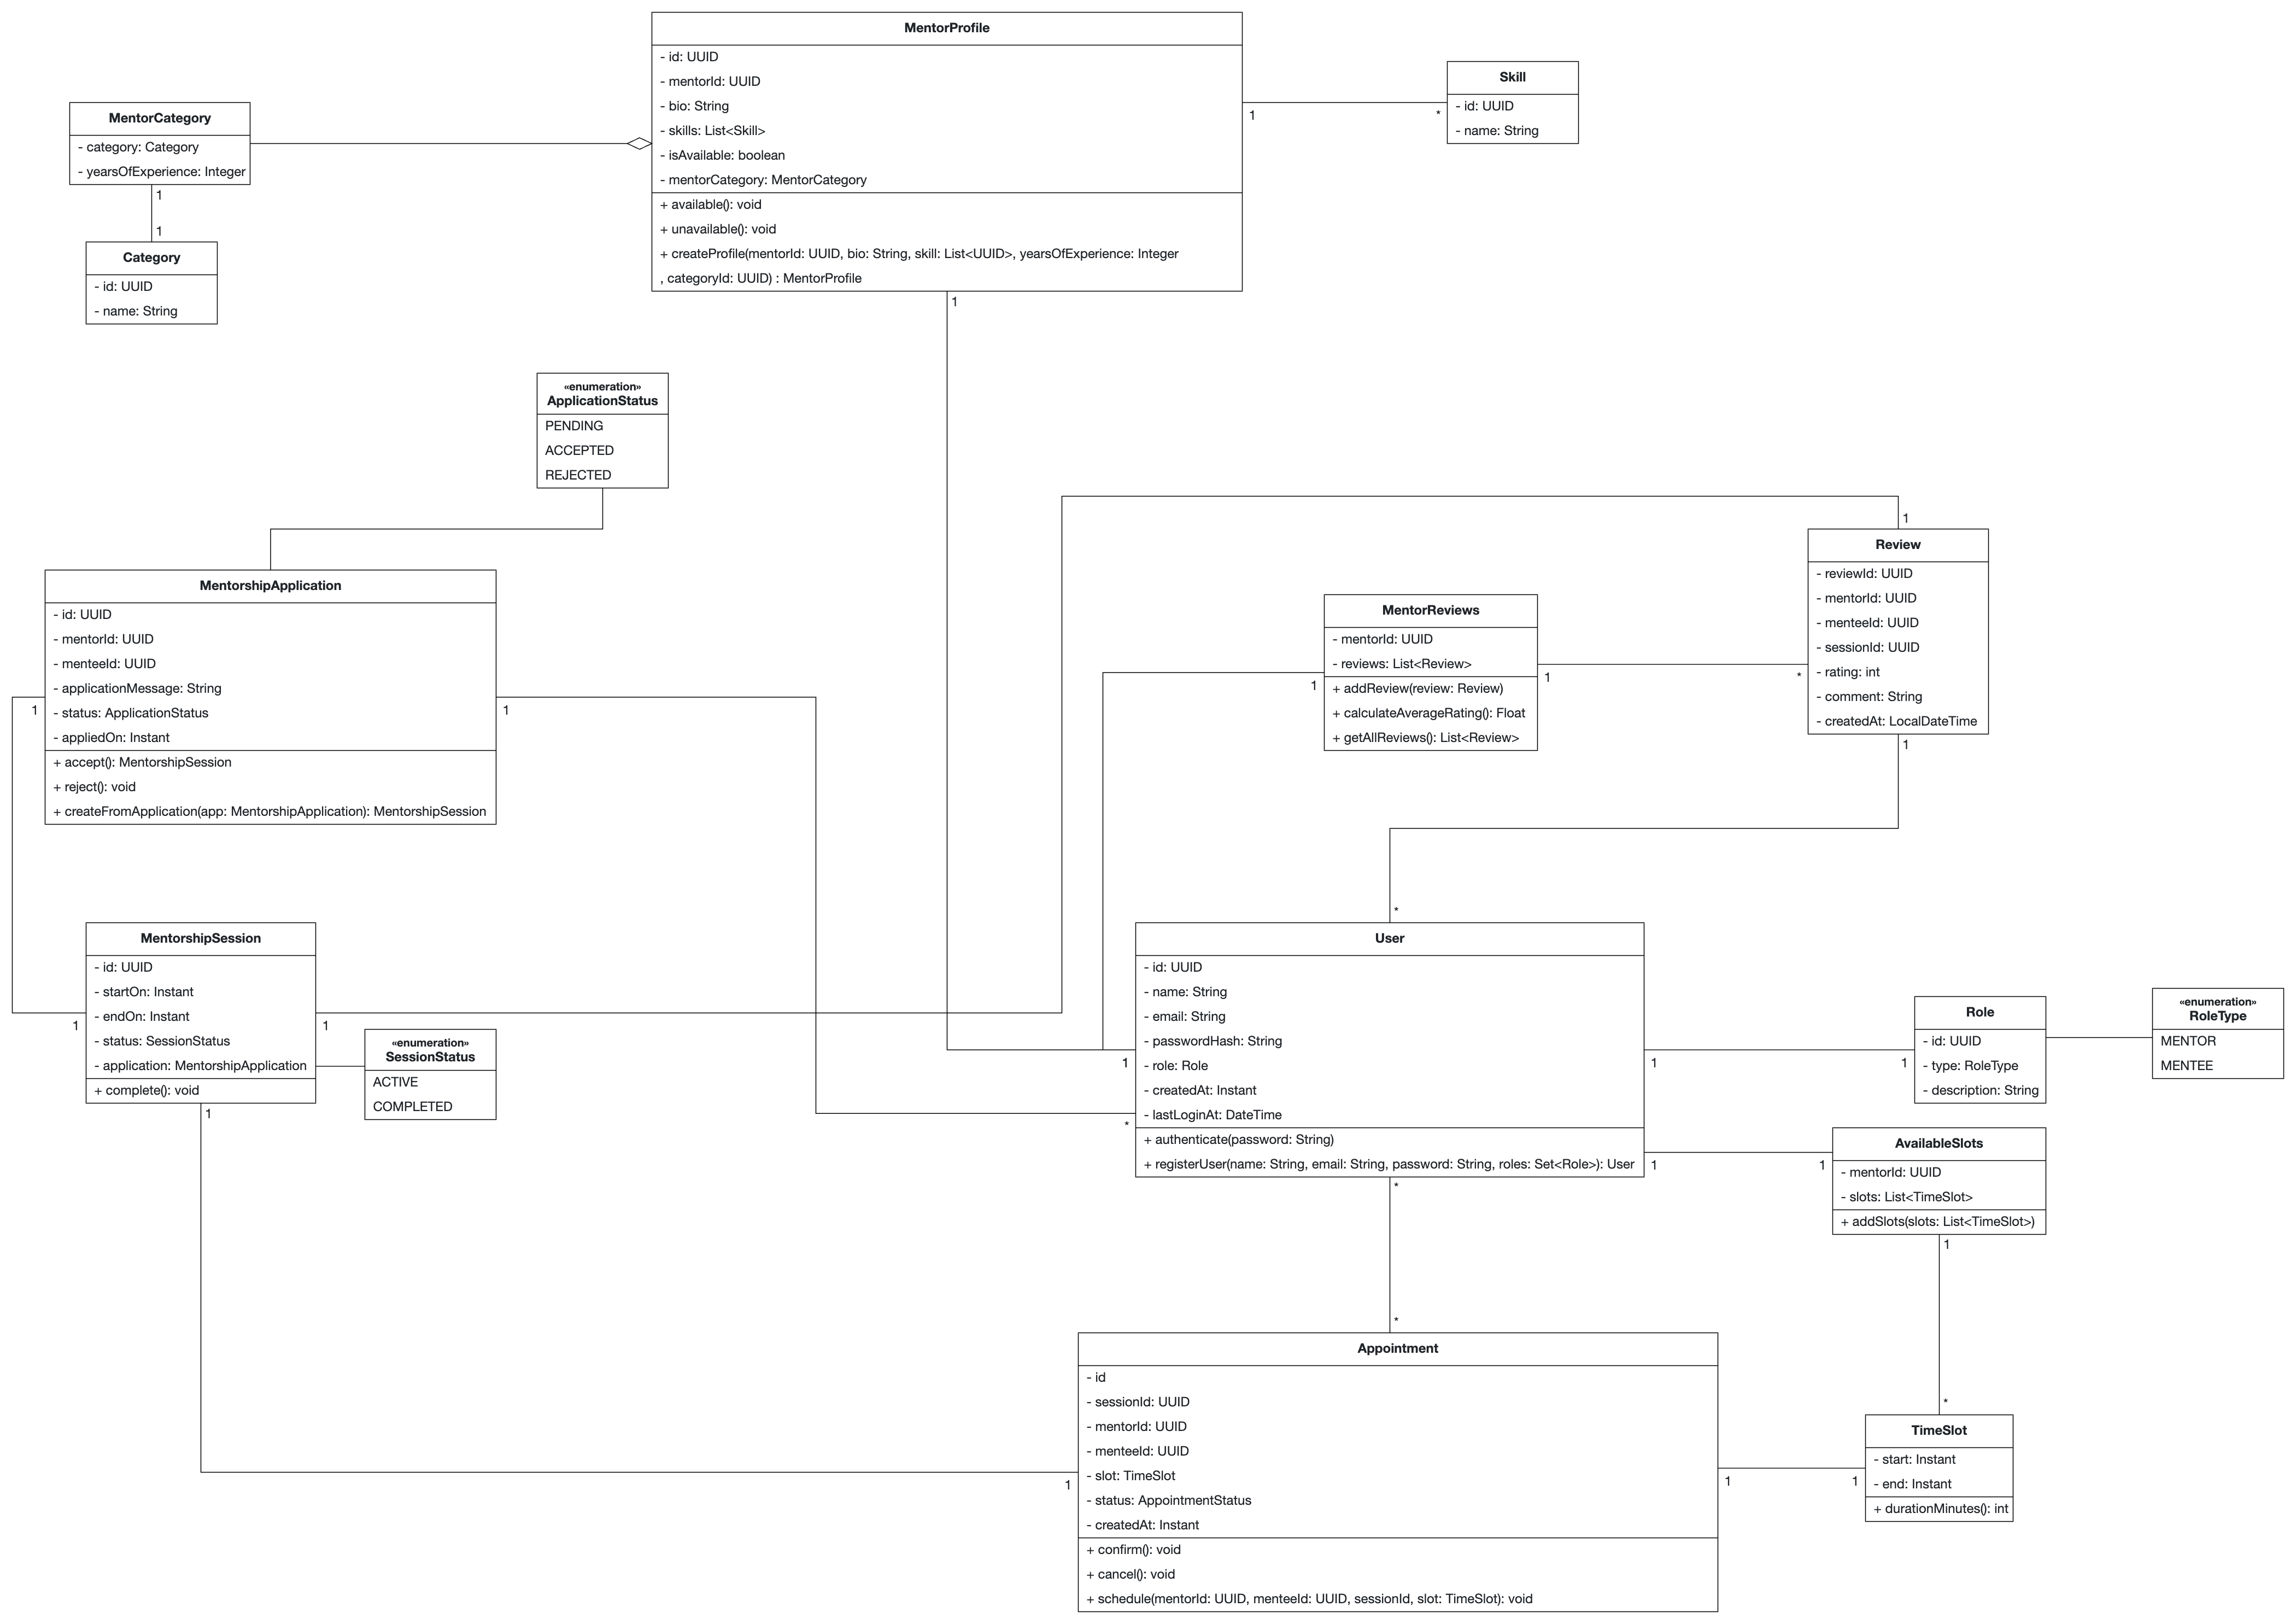 MentorProfile
- id: UUID
- mentorId: UUID
- bio: String
- skills: List<Skill>
- isAvailable: boolean
- mentorCategory: MentorCategory
+ available(): void
+ unavailable(): void
+ createProfile(mentorId: UUID, bio: String, skill: List<UUID>, yearsOfExperience: Integer
, categoryId: UUID) : MentorProfile
1
*
1
Skill
- id: UUID
- name: String
MentorCategory
- category: Category
- yearsOfExperience: Integer
1
1
Category
- id: UUID
- name: String
«enumeration»
ApplicationStatus
PENDING
ACCEPTED
REJECTED
MentorshipApplication
- id: UUID
- mentorId: UUID
- menteeId: UUID
- applicationMessage: String
- status: ApplicationStatus
- appliedOn: Instant
+ accept(): MentorshipSession
+ reject(): void
+ createFromApplication(app: MentorshipApplication): MentorshipSession
1
1
MentorReviews
- mentorId: UUID
- reviews: List<Review>
+ addReview(review: Review)
+ calculateAverageRating(): Float
+ getAllReviews(): List<Review>
1
1
*
1
Review
- reviewId: UUID
- mentorId: UUID
- menteeId: UUID
- sessionId: UUID
- rating: int
- comment: String
- createdAt: LocalDateTime
1
MentorshipSession
- id: UUID
- startOn: Instant
- endOn: Instant
- status: SessionStatus
- application: MentorshipApplication
+ complete(): void
1
1
1
«enumeration»
SessionStatus
ACTIVE
COMPLETED
*
User
- id: UUID
- name: String
- email: String
- passwordHash: String
- role: Role
- createdAt: Instant
- lastLoginAt: DateTime
+ authenticate(password: String)
+ registerUser(name: String, email: String, password: String, roles: Set<Role>): User
1
*
1
1
1
1
*
*
Role
- id: UUID
- type: RoleType
- description: String
«enumeration»
RoleType
MENTOR
MENTEE
AvailableSlots
- mentorId: UUID
- slots: List<TimeSlot>
+ addSlots(slots: List<TimeSlot>)
1
*
Appointment
- id
- sessionId: UUID
- mentorId: UUID
- menteeId: UUID
- slot: TimeSlot
- status: AppointmentStatus
- createdAt: Instant
+ confirm(): void
+ cancel(): void
+ schedule(mentorId: UUID, menteeId: UUID, sessionId, slot: TimeSlot): void
1
1
1
TimeSlot
- start: Instant
- end: Instant
+ durationMinutes(): int